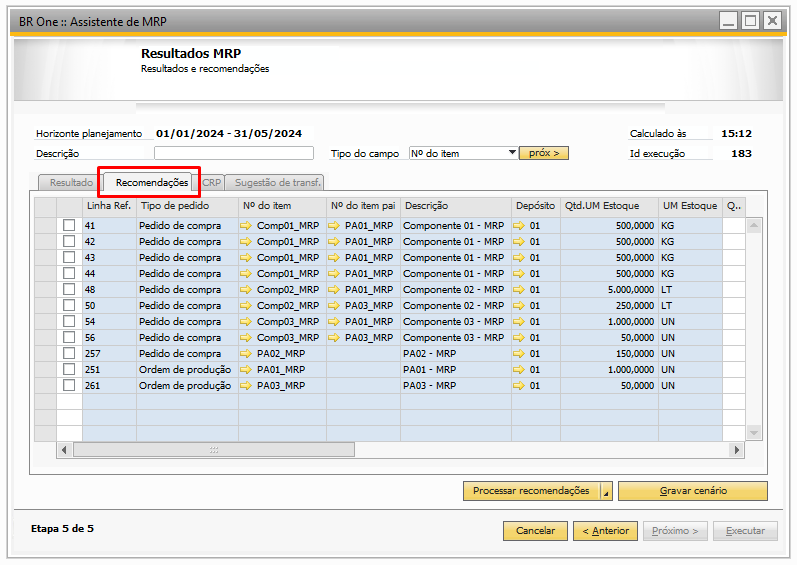 BR One :: Assistente de MRP
Resultados MRP
Resultados e recomendações
Horizonte planejamento 01/01/2024 - 31/05/2024 Calculado às 15:12
Descrição Tipo do campo Nº do item próx > Id execução 183
Resultado Recomendações CRP Sugestão de transf.
Linha Ref. Tipo de pedido Nº do item Nº do item pai Descrição Depósito Qtd.UM Estoque UM Estoque Q..
41 Pedido de compra Comp01_MRP PA01_MRP Componente 01 - MRP 01 500,0000 KG
42 Pedido de compra Comp01_MRP PA01_MRP Componente 01 - MRP 01 500,0000 KG
43 Pedido de compra Comp01_MRP PA01_MRP Componente 01 - MRP 01 500,0000 KG
44 Pedido de compra Comp01_MRP PA01_MRP Componente 01 - MRP 01 500,0000 KG
48 Pedido de compra Comp02_MRP PA01_MRP Componente 02 - MRP 01 5.000,0000 LT
50 Pedido de compra Comp02_MRP PA03_MRP Componente 02 - MRP 01 250,0000 LT
54 Pedido de compra Comp03_MRP PA01_MRP Componente 03 - MRP 01 1.000,0000 UN
56 Pedido de compra Comp03_MRP PA03_MRP Componente 03 - MRP 01 50,0000 UN
257 Pedido de compra PA02_MRP PA02 - MRP 01 150,0000 UN
251 Ordem de produção PA01_MRP PA01 - MRP 01 1.000,0000 UN
261 Ordem de produção PA03_MRP PA03 - MRP 01 50,0000 UN
Processar recomendações Gravar cenário
Etapa 5 de 5 Cancelar < Anterior Próximo > Executar